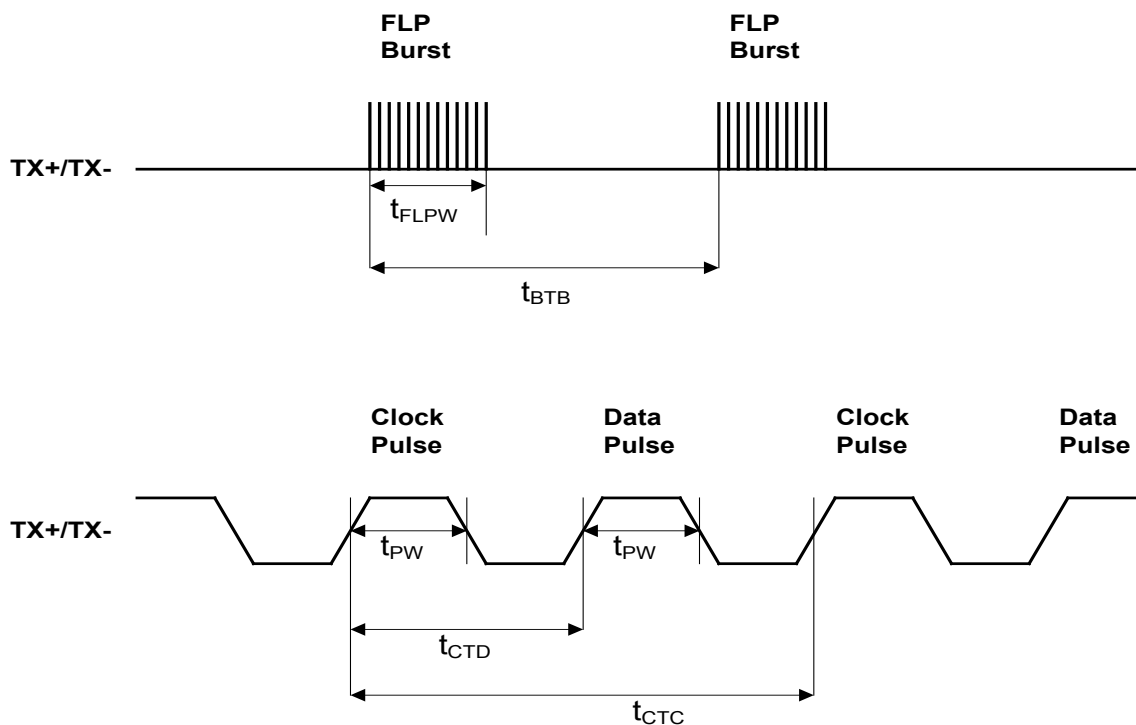 FLP
Burst
FLP
Burst
TX+/TX-
tFLPW
tBTB
Clock
Pulse
Data
Pulse
Clock
Pulse
Data
Pulse
TX+/TX-
tPW
tPW
tCTD
tCTC